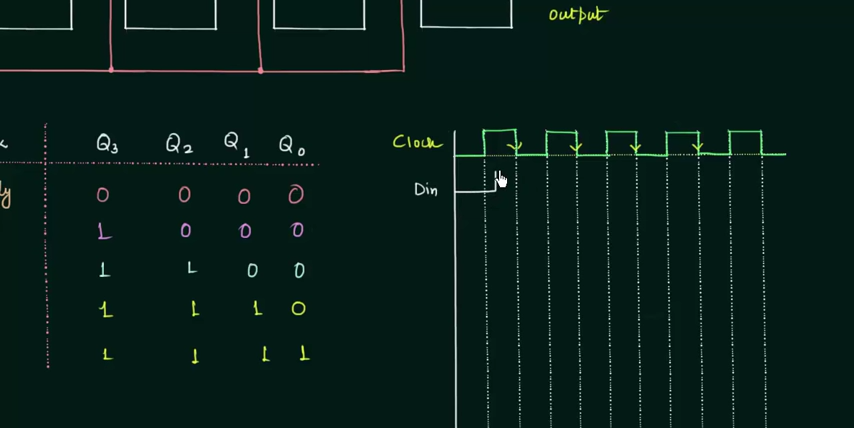 output
Q3 Q2 Q1 Q0
0 0 0 0
1 0 0 0
1 1 0 0
1 1 1 0
1 1 1 1
Clock
Din